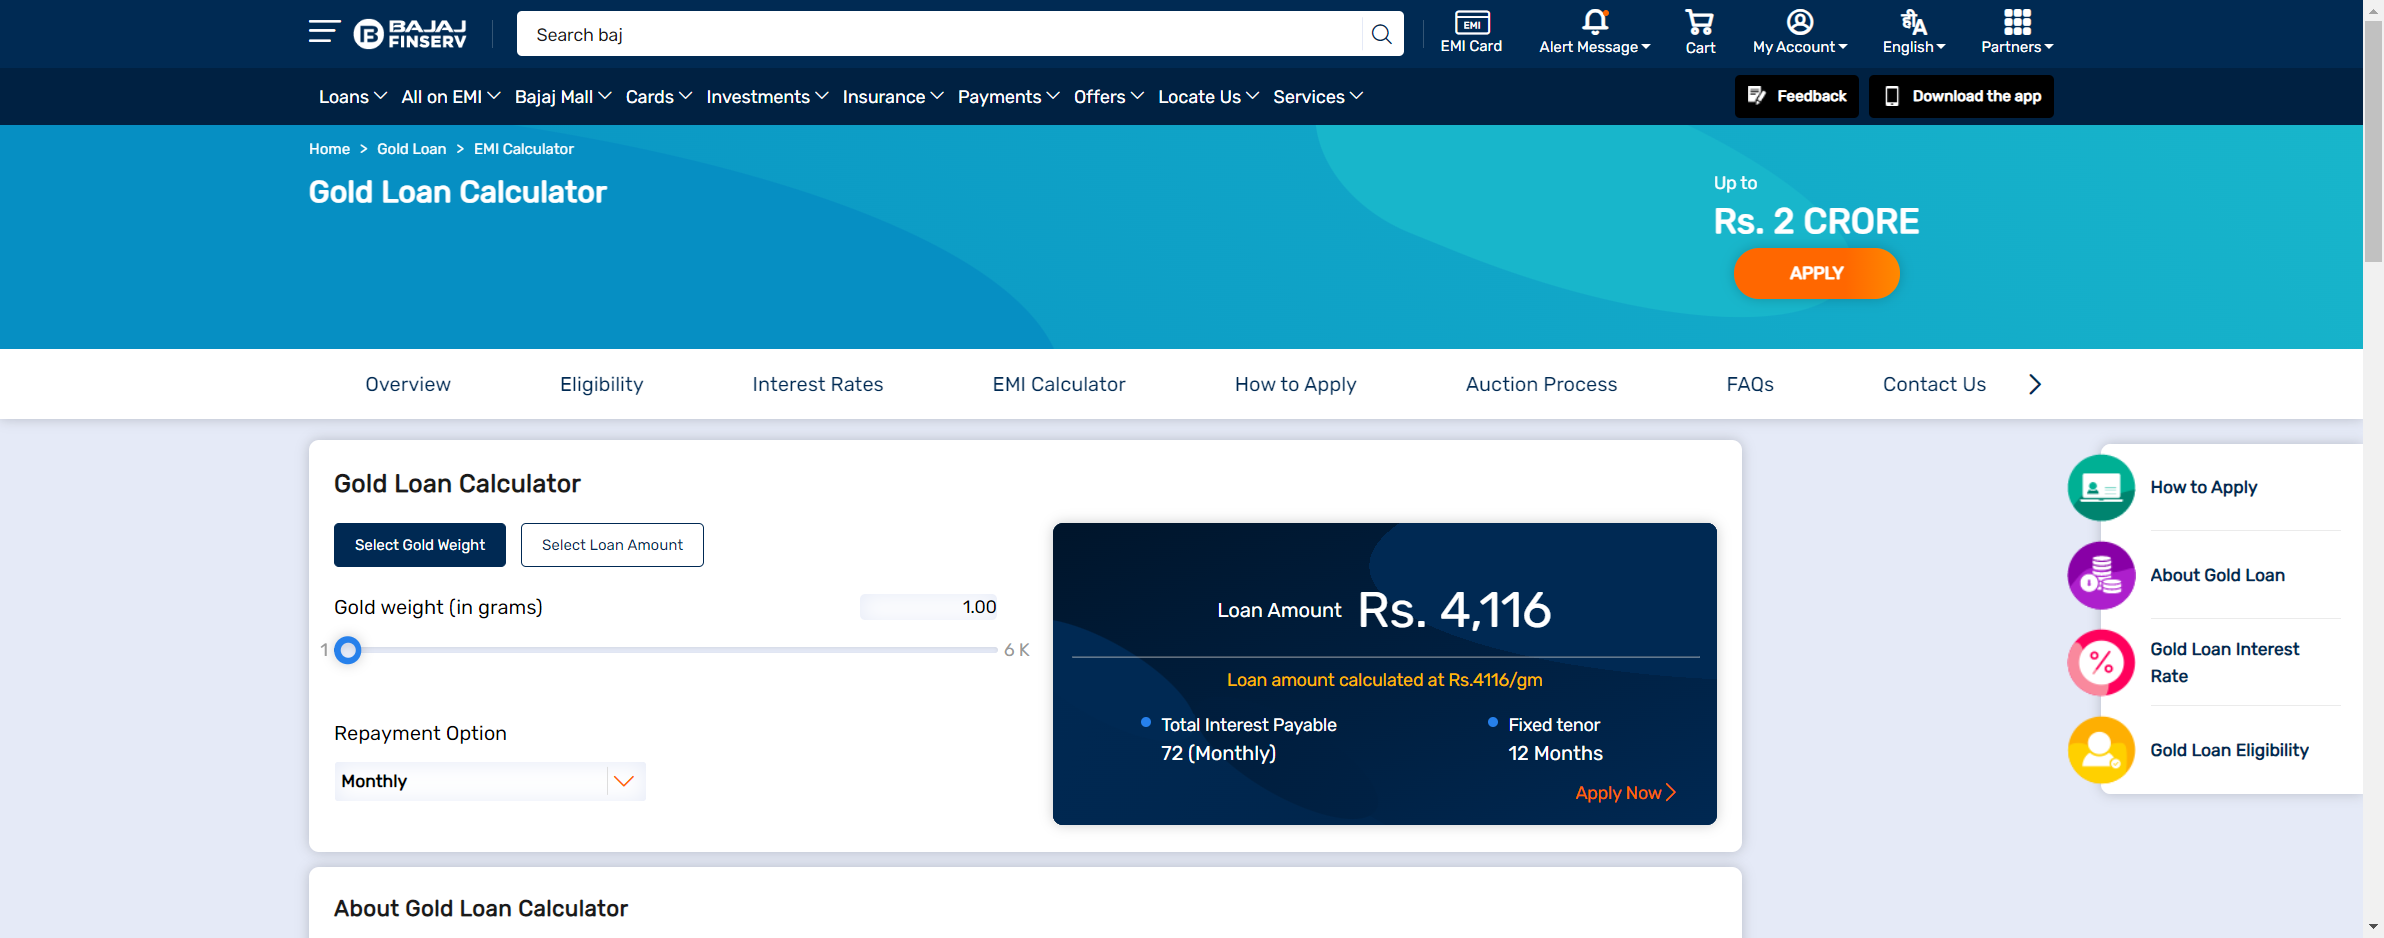 BAJAJ
FINSERV
Search baj
EMI
EMI Card
Alert Message
Cart
My Account
ही A
English
Partners
Loans All on EMI Bajaj Mall Cards Investments Insurance Payments Offers Locate Us Services
Feedback
Download the app
Home > Gold Loan > EMI Calculator
Gold Loan Calculator
Up to
Rs. 2 CRORE
APPLY
Overview Eligibility Interest Rates EMI Calculator How to Apply Auction Process FAQs Contact Us
Gold Loan Calculator
Select Gold Weight
Select Loan Amount
Gold weight (in grams)
1.00
1
6 K
Repayment Option
Monthly
Loan Amount Rs. 4,116
Loan amount calculated at Rs.4116/gm
Total Interest Payable
72 (Monthly)
Fixed tenor
12 Months
Apply Now
How to Apply
About Gold Loan
%
Gold Loan Interest
Rate
Gold Loan Eligibility
About Gold Loan Calculator